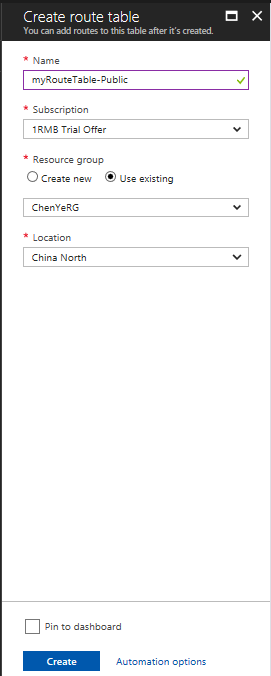 Create route table
You can add routes to this table after it's created.
* Name
myRouteTable-Public
* Subscription
1RMB Trial Offer
* Resource group
Create new Use existing
ChenYeRG
* Location
China North
Pin to dashboard
Create Automation options